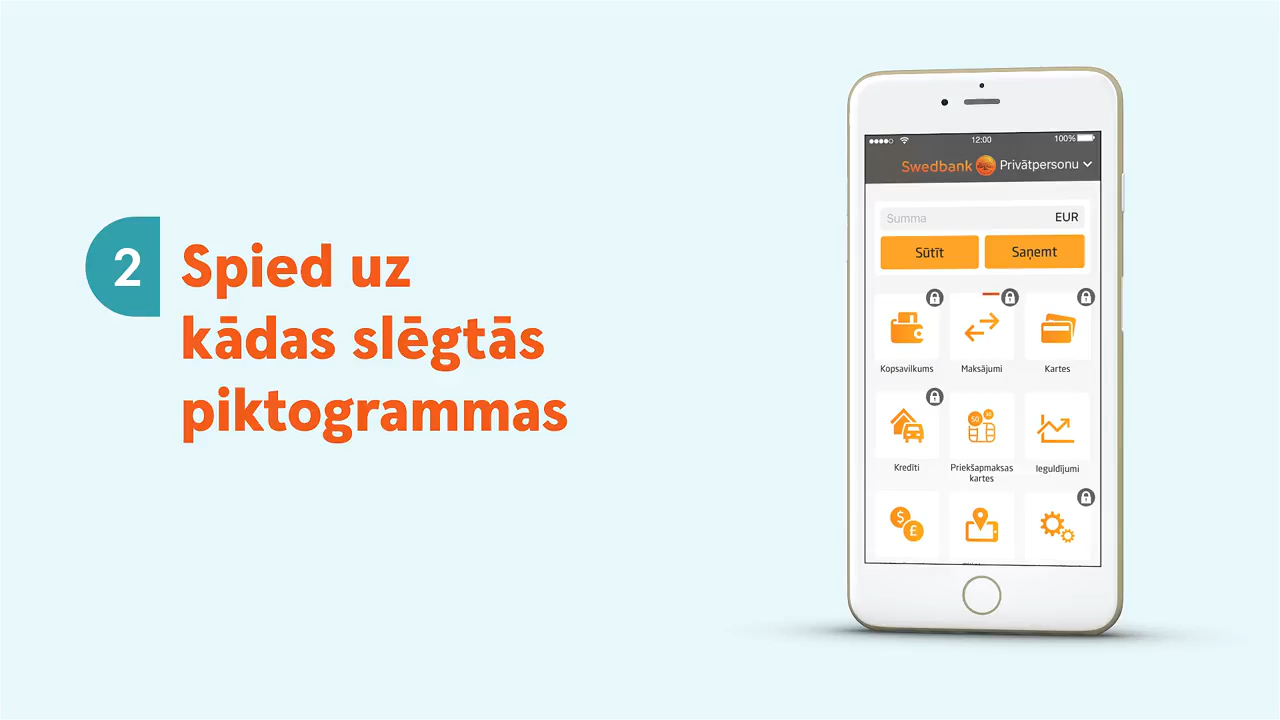 2
Spied uz
kādas slēgtās
piktogrammas
12:00
100%
Swedbank Privātpersonu
Summa EUR
Sūtīt Saņemt
Kopsavilkums Maksājumi Kartes
50
Kredīti Priekšapmaksas Ieguldījumi
kartes
$ £